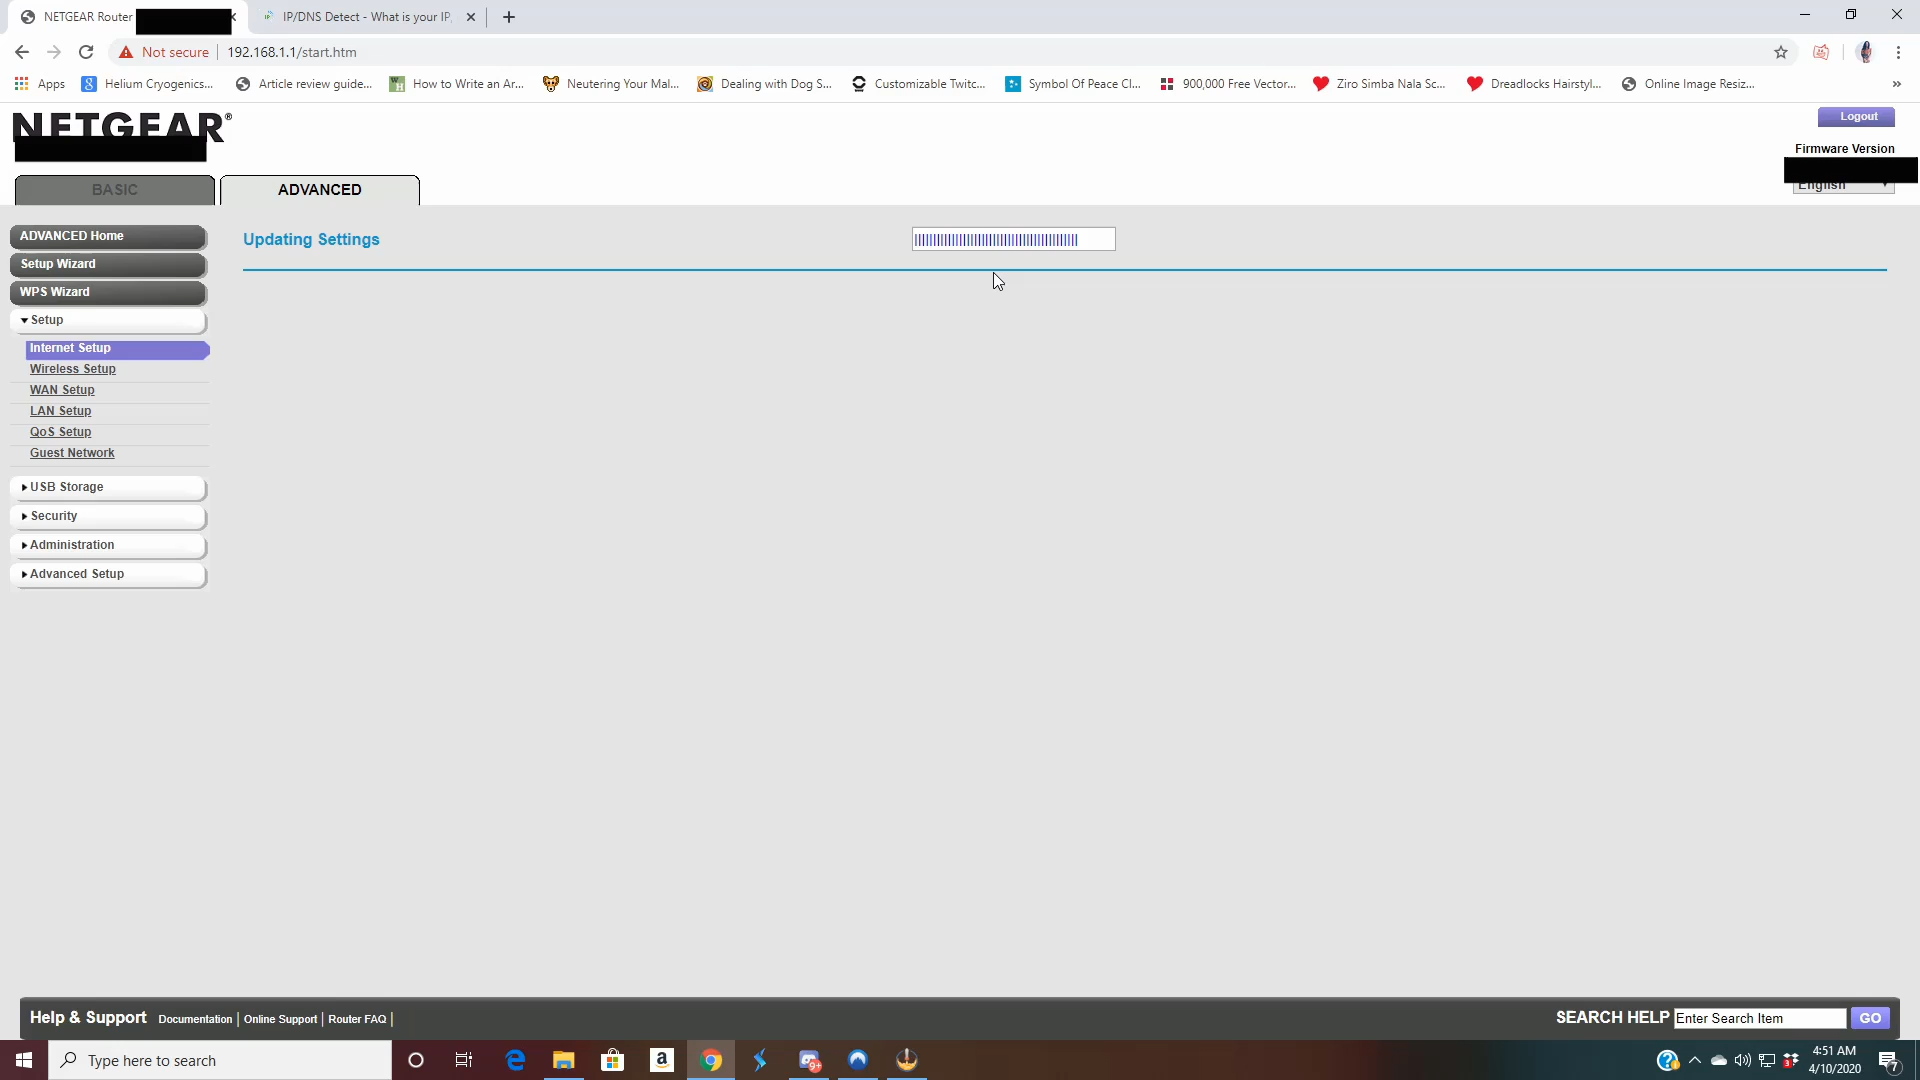 NETGEAR Router
IP/DNS Detect - What is your IP,
Not secure 192.168.1.1/start.htm
Apps Helium Cryogenics... Article review guide... How to Write an Ar... Neutering Your Mal... Dealing with Dog S... Customizable Twitc... Symbol Of Peace Cl... 900,000 Free Vector... Ziro Simba Nala Sc... Dreadlocks Hairstyl... Online Image Resiz... »
NETGEAR®
Logout
Firmware Version
English
BASIC ADVANCED
ADVANCED Home
Setup Wizard
WPS Wizard
Setup
Internet Setup
Wireless Setup
WAN Setup
LAN Setup
QoS Setup
Guest Network
USB Storage
Security
Administration
Advanced Setup
Updating Settings
Help & Support Documentation | Online Support | Router FAQ |
SEARCH HELP Enter Search Item GO
Type here to search
9+
3
4:51 AM
4/10/2020
7